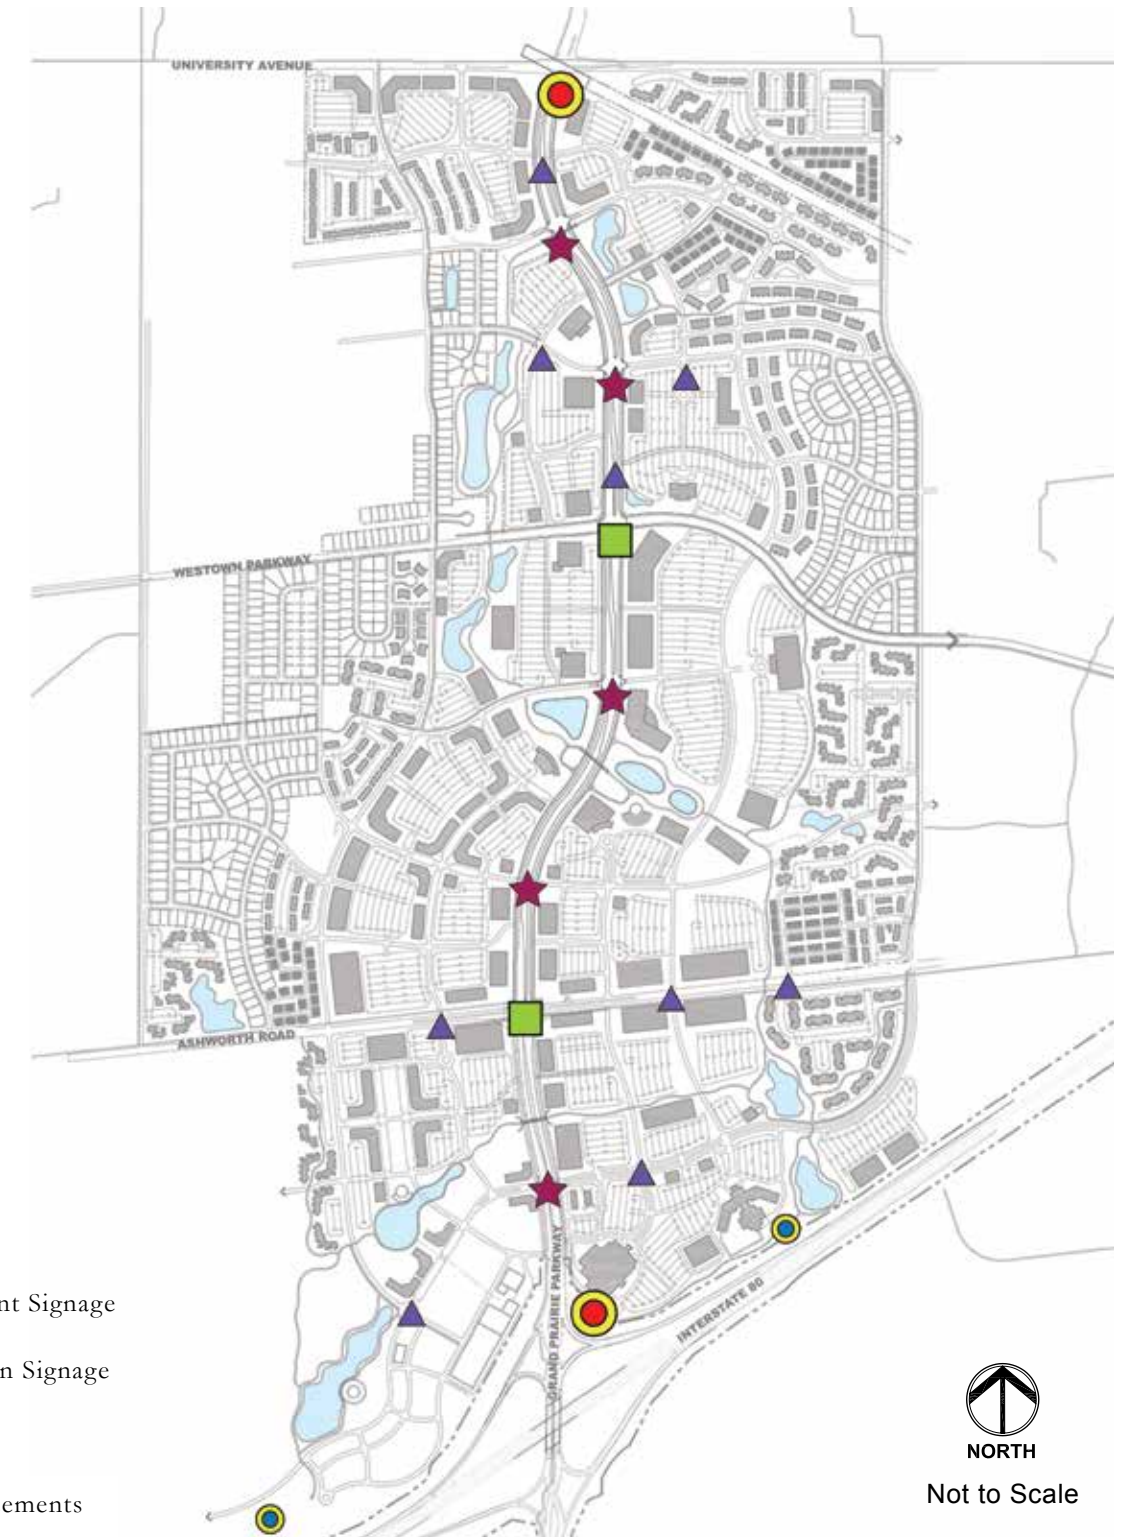 UNIVERSITY AVENUE
WESTOWN PARKWAY
ASHWORTH ROAD
GRAND PRAIRIE PARKWAY
INTERSTATE 80
nt Signage
n Signage
ements
NORTH
Not to Scale